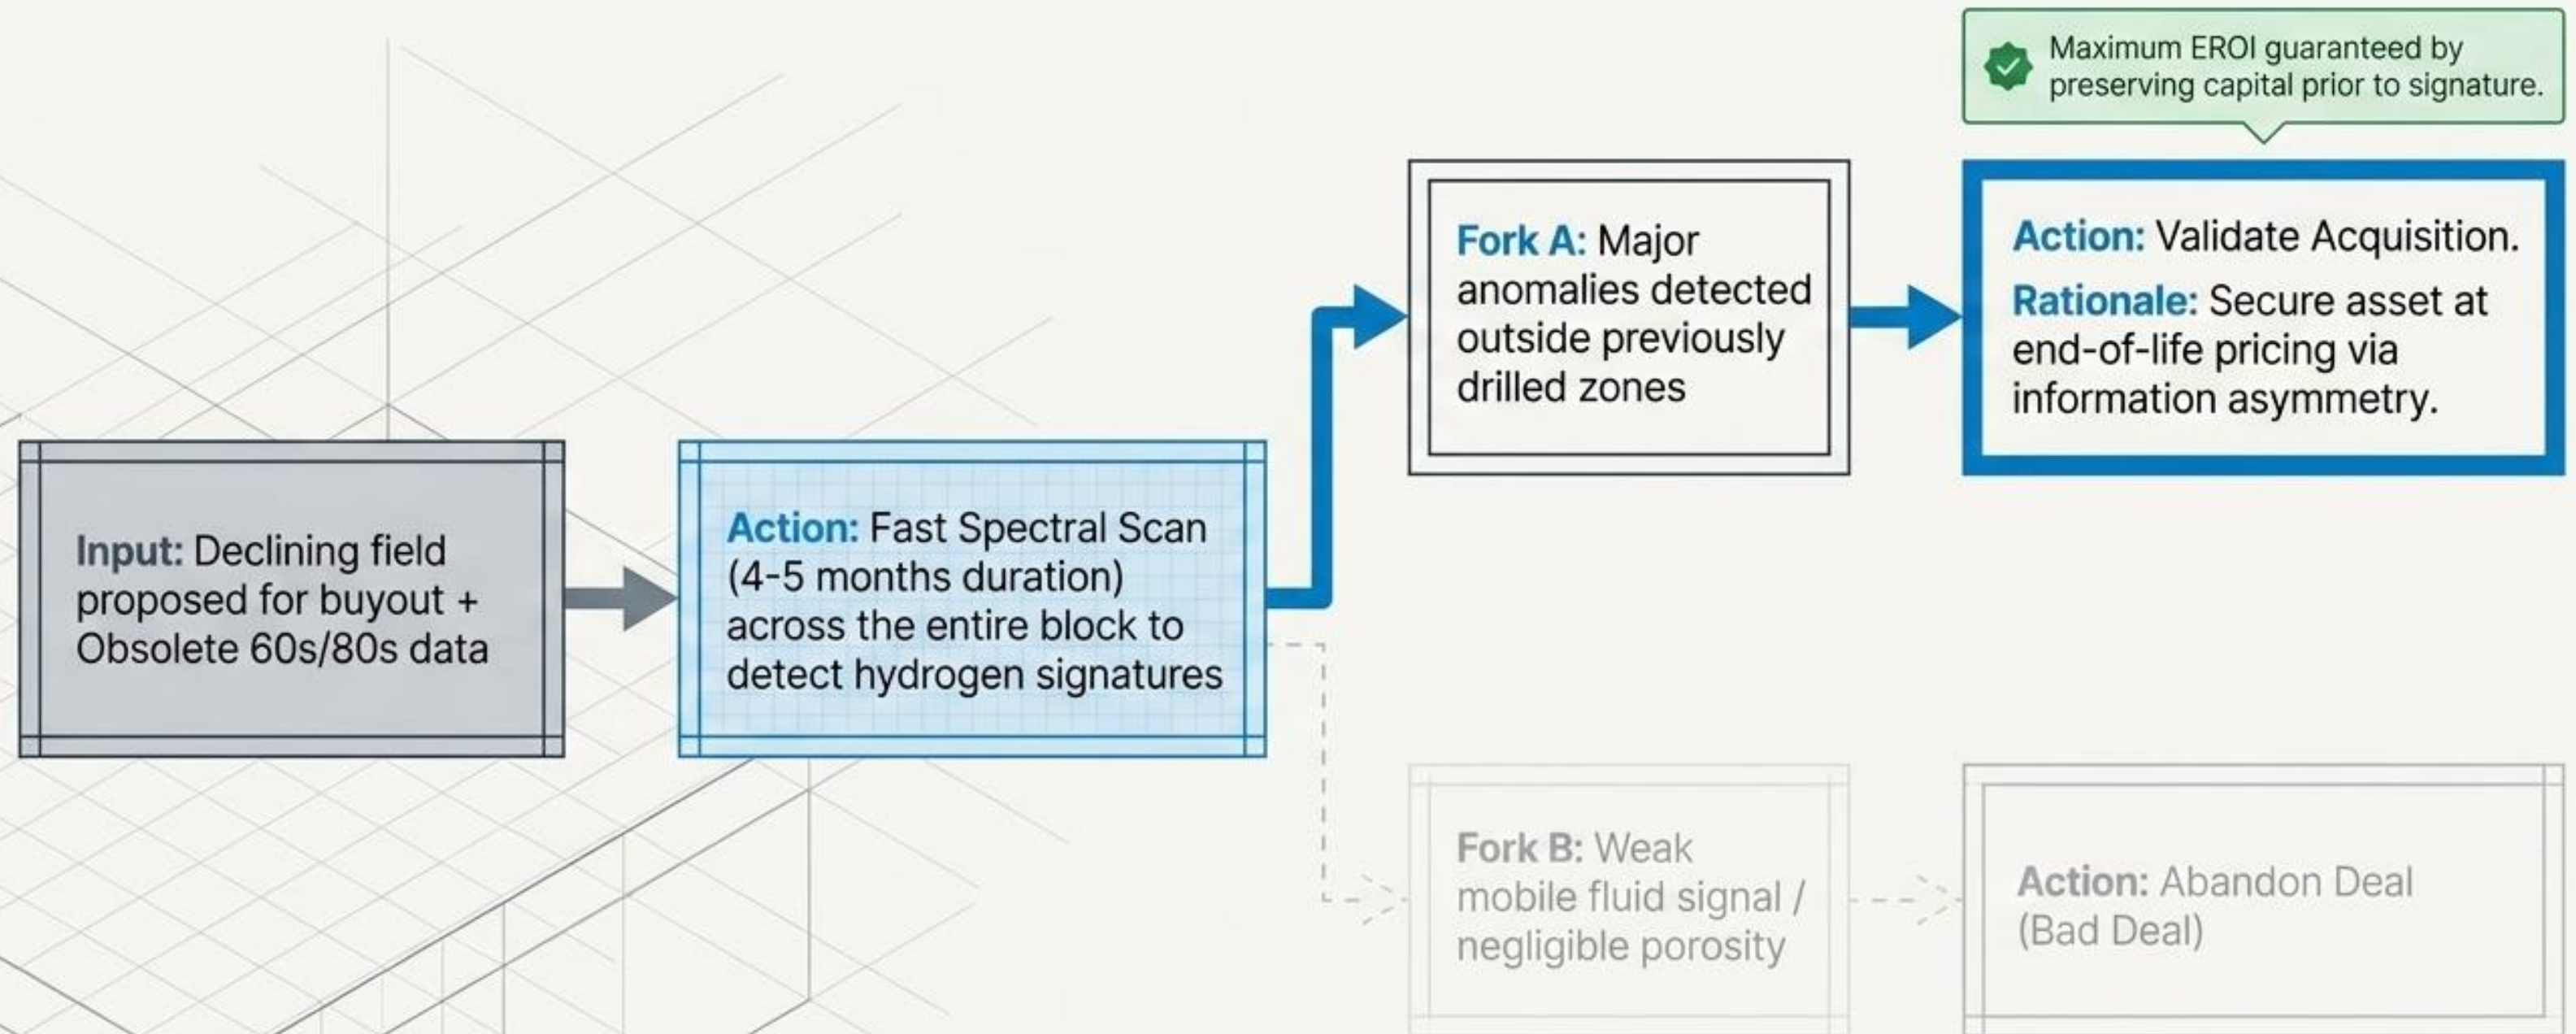 Maximum EROI guaranteed by
preserving capital prior to signature.
Input: Declining field
proposed for buyout +
Obsolete 60s/80s data
Action: Fast Spectral Scan
(4-5 months duration)
across the entire block to
detect hydrogen signatures
Fork A: Major
anomalies detected
outside previously
drilled zones
Action: Validate Acquisition.
Rationale: Secure asset at
end-of-life pricing via
information asymmetry.
Fork B: Weak
mobile fluid signal /
negligible porosity
Action: Abandon Deal
(Bad Deal)